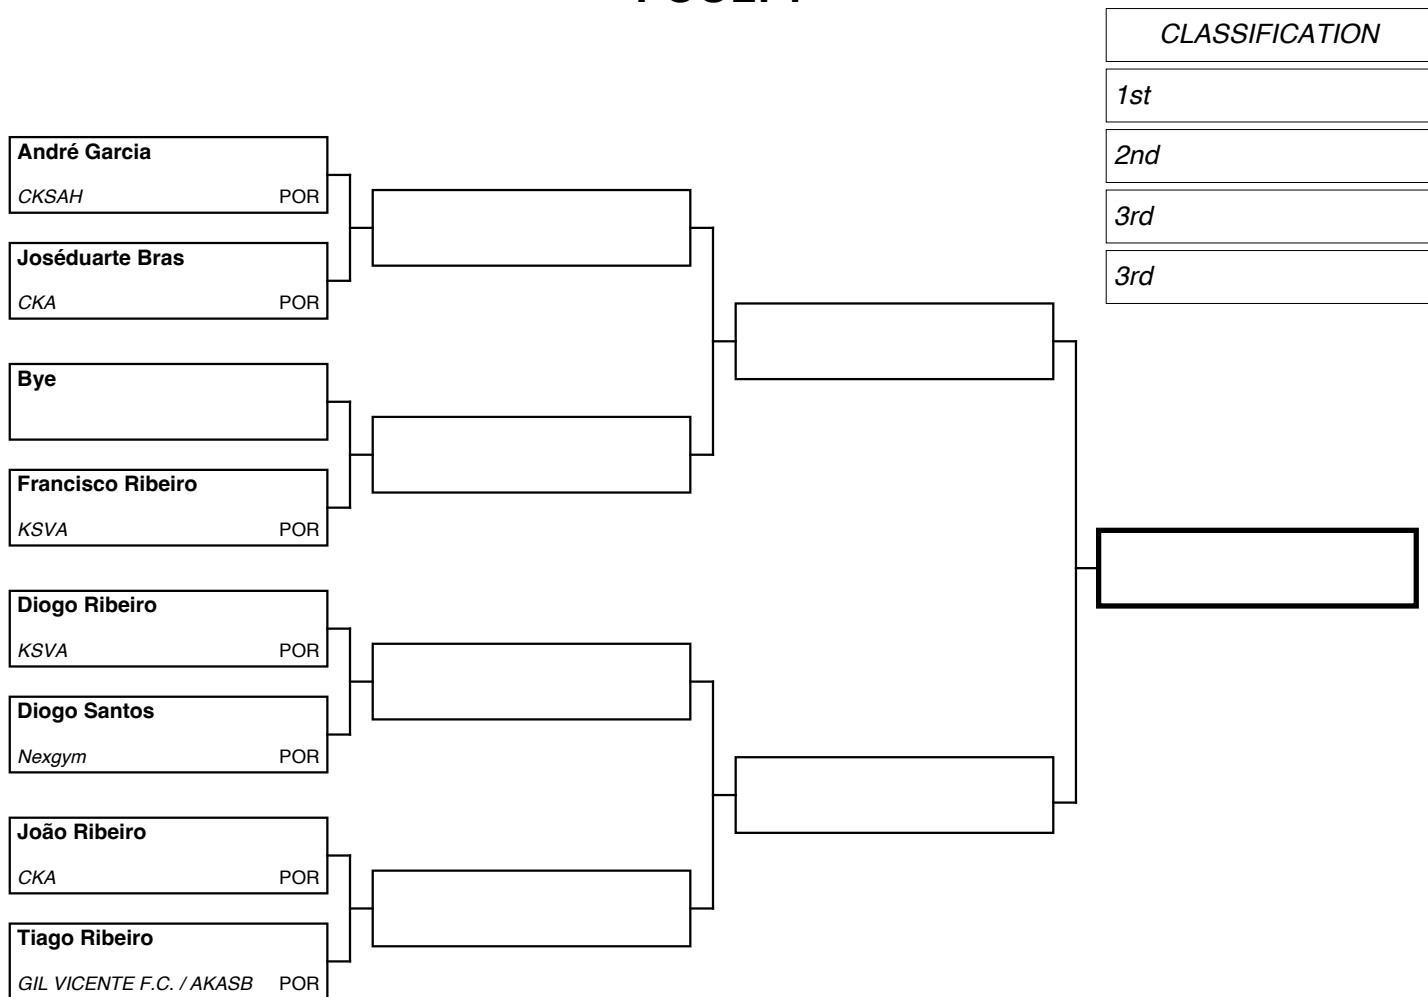 CLASSIFICATION
1st
2nd
3rd
3rd
André Garcia
CKSAH POR
Joséduarte Bras
CKA POR
Bye
Francisco Ribeiro
KSVA POR
Diogo Ribeiro
KSVA POR
Diogo Santos
Nexgym POR
João Ribeiro
CKA POR
Tiago Ribeiro
GIL VICENTE F.C. / AKASB POR